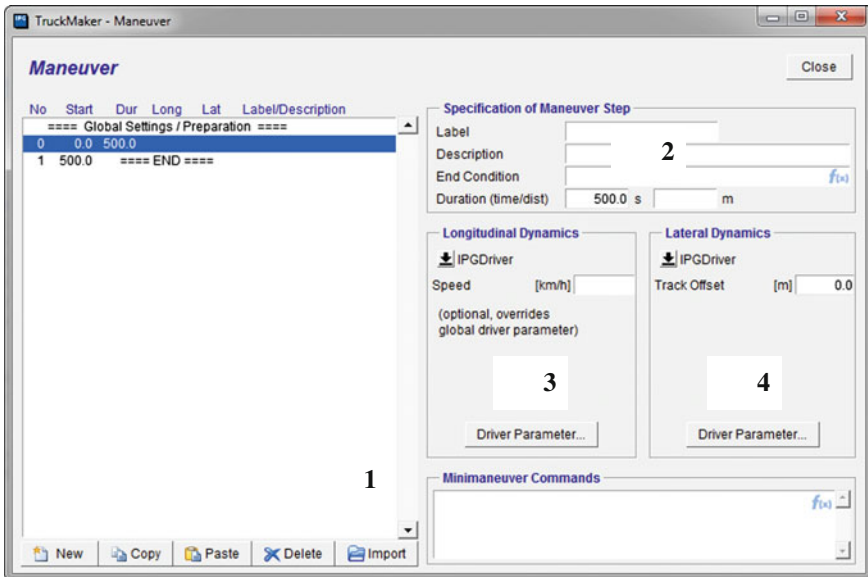 TruckMaker - Maneuver
Maneuver
Close
No Start Dur Long Lat Label/Description
==== Global Settings / Preparation ====
0 0.0 500.0
1 500.0 ==== END ====
1
New Copy Paste Delete Import
Specification of Maneuver Step
Label
Description
2
End Condition f(x)
Duration (time/dist) 500.0 s m
Longitudinal Dynamics
IPGDriver
Speed [km/h]
(optional, overrides
global driver parameter)
3
Driver Parameter...
Lateral Dynamics
IPGDriver
Track Offset [m] 0.0
4
Driver Parameter...
Minimaneuver Commands
f(x)